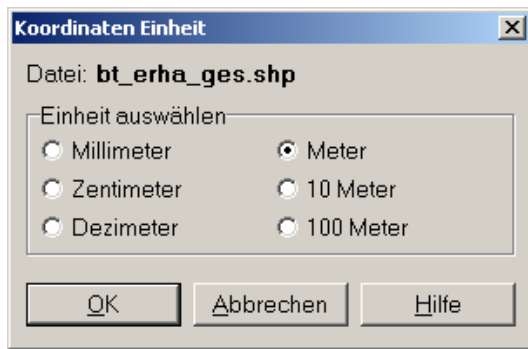 Koordinaten Einheit
Datei: bt_erha_ges.shp
Einheit auswählen
Millimeter
Meter
Zentimeter
10 Meter
Dezimeter
100 Meter
OK
Abbrechen
Hilfe